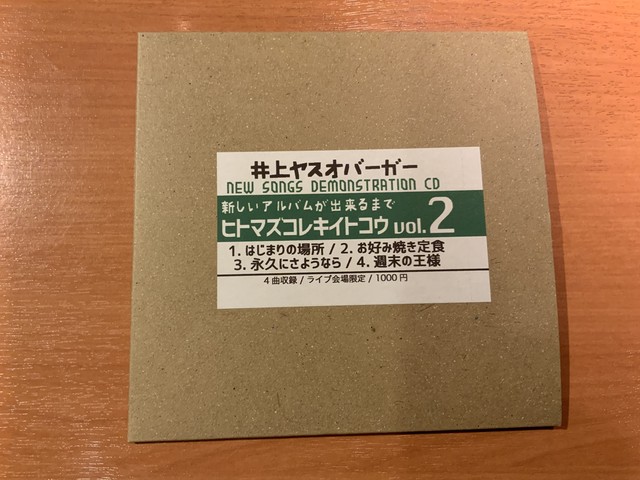 井上ヤスオバーガー
NEW SONGS DEMONSTRATION CD
新しいアルバムが出来るまで
ヒトマズコレキイトコウ vol.2
1. はじまりの場所 / 2. お好み焼き定食
3. 永久にさようなら / 4. 週末の王様
4曲収録 / ライブ会場限定 / 1000円